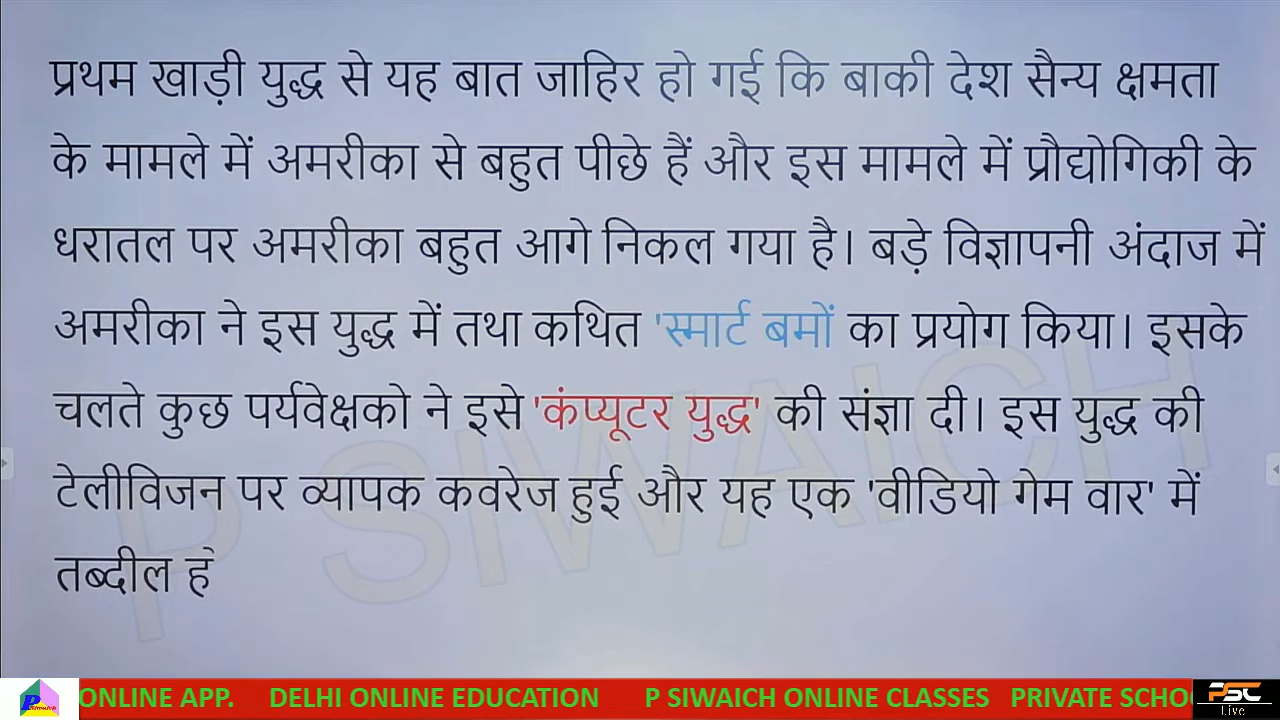 प्रथम खाड़ी युद्ध से यह बात जाहिर हो गई कि बाकी देश सैन्य क्षमता
के मामले में अमरीका से बहुत पीछे हैं और इस मामले में प्रौद्योगिकी के
धरातल पर अमरीका बहुत आगे निकल गया है। बड़े विज्ञापनी अंदाज में
अमरीका ने इस युद्ध में तथा कथित 'स्मार्ट बमों का प्रयोग किया। इसके
चलते कुछ पर्यवेक्षको ने इसे 'कंप्यूटर युद्ध' की संज्ञा दी। इस युद्ध की
टेलीविजन पर व्यापक कवरेज हुई और यह एक 'वीडियो गेम वार' में
तब्दील
P SIWAICH
ONLINE APP. DELHI ONLINE EDUCATION P SIWAICH ONLINE CLASSES PRIVATE SCHO
PSC
Live